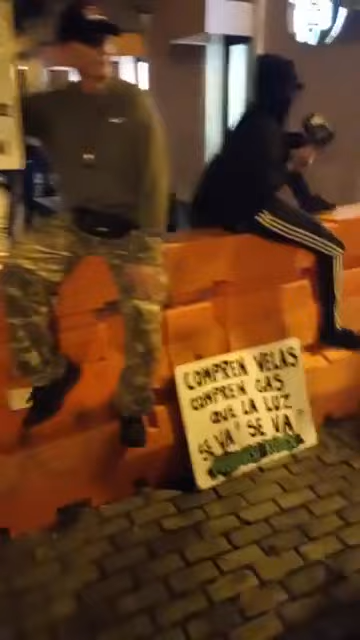 COMPREN VELAS
COMPREN GAS
QUE LA LUZ
"SE VA" SE VA